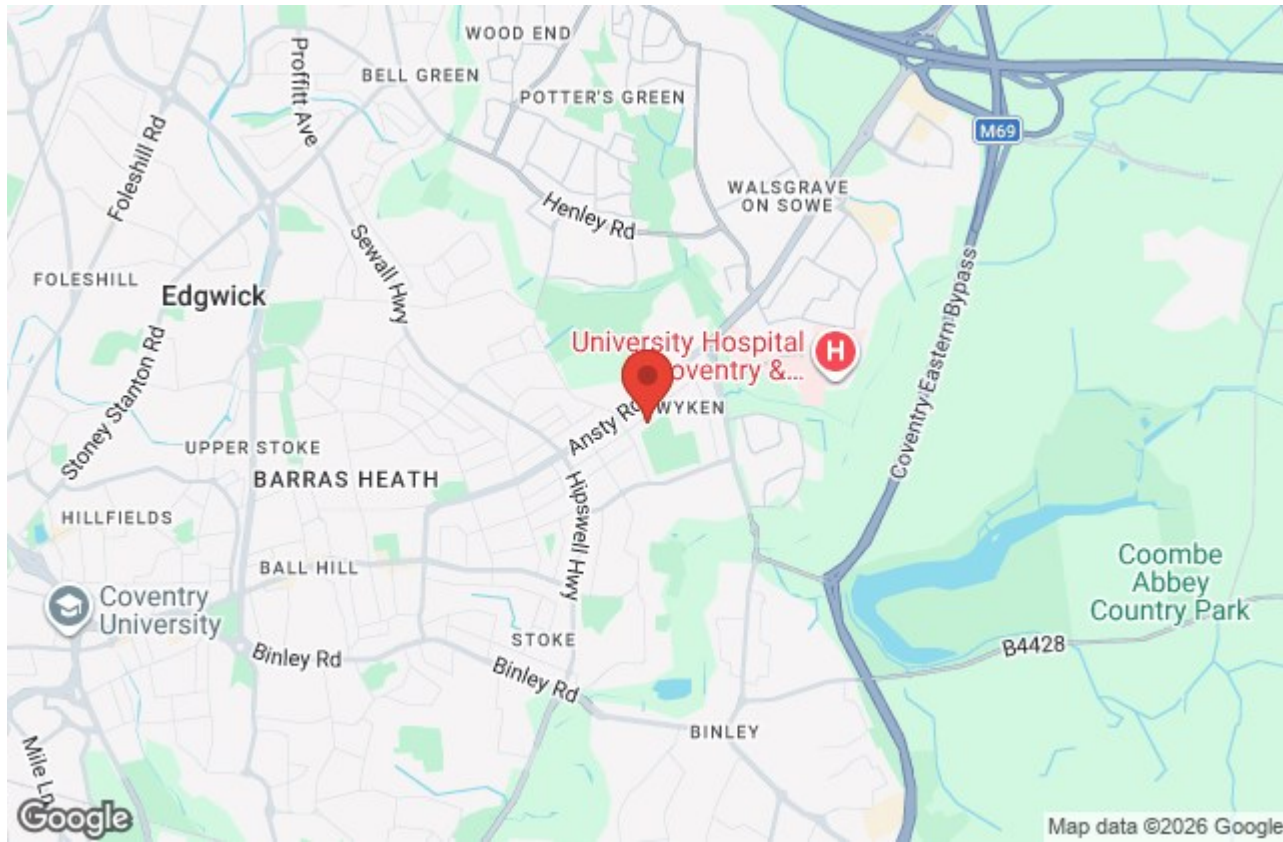 WOOD END
Proffitt Ave
BELL GREEN
POTTER'S GREEN
M69
Foleshill Rd
WALSGRAVE
ON SOWE
Henley Rd
FOLESHILL
Edgwick
Sewall Hwy
Coventry Eastern Bypass
University Hospital
Coventry &...
H
Stoney Stanton Rd
WYKEN
Ansty Rd
UPPER STOKE
BARRAS HEATH
Hipswell Hwy
HILLFIELDS
BALL HILL
Coombe
Abbey
Country Park
Coventry
University
STOKE
B4428
Binley Rd
Binley Rd
BINLEY
Mile Ln
Google
Map data ©2026 Google